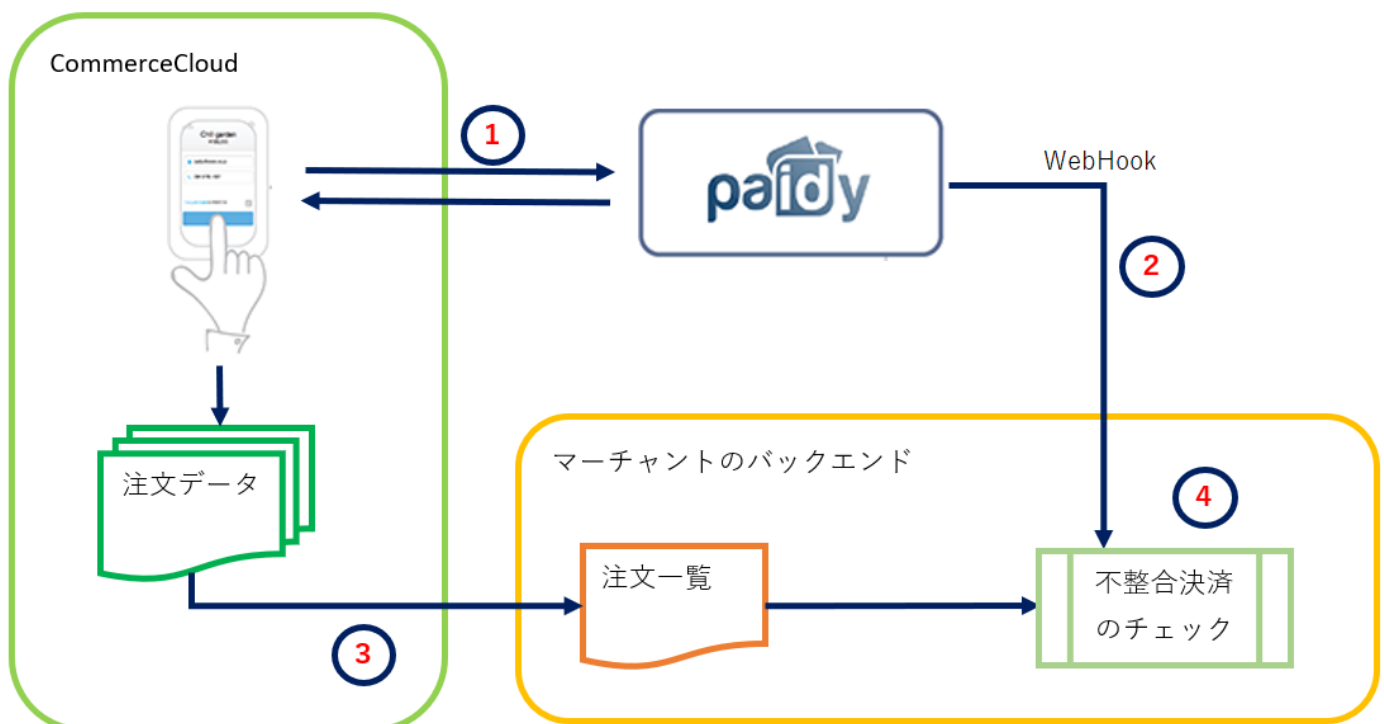 CommerceCloud
1
paidy
WebHook
2
注文データ
マーチャントのバックエンド
4
注文一覧
不整合決済
のチェック
3